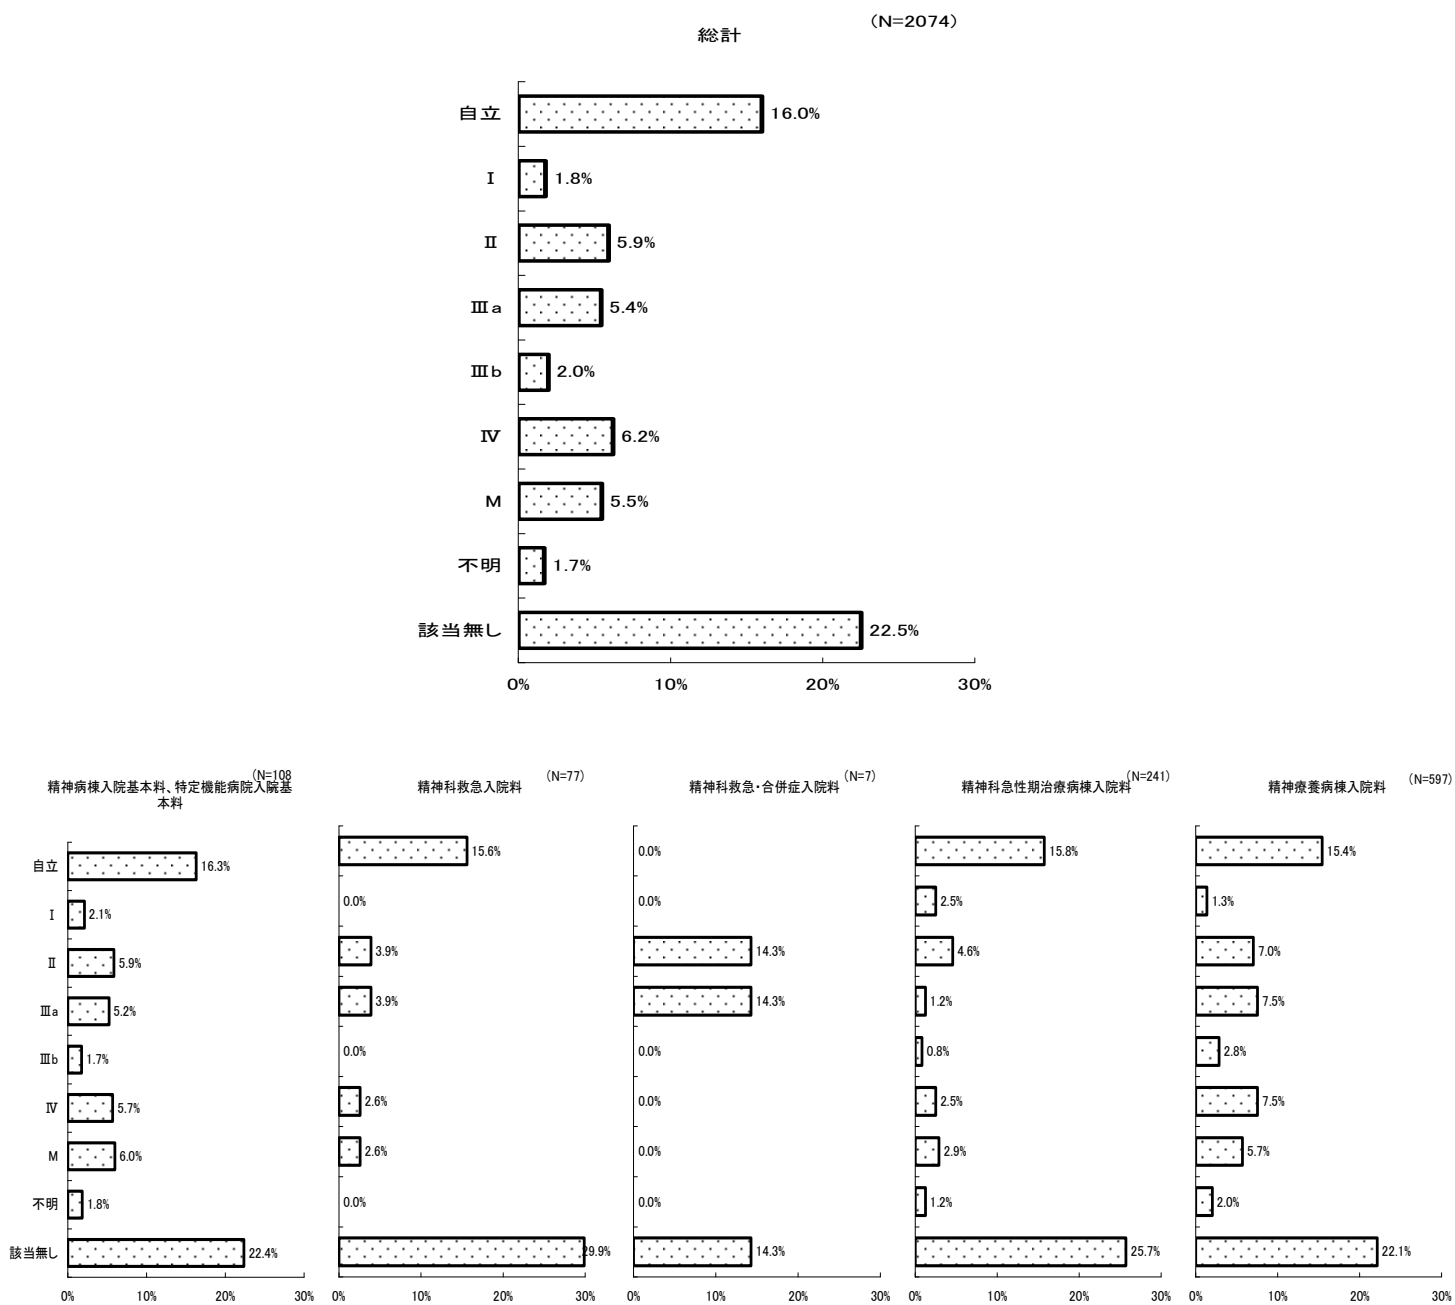 総計
(N=2074)
自立
16.0%
Ⅰ
1.8%
Ⅱ
5.9%
Ⅲa
5.4%
Ⅲb
2.0%
Ⅳ
6.2%
M
5.5%
不明
1.7%
該当無し
22.5%
0% 10% 20% 30%
(N=108
精神病棟入院基本料、特定機能病院入院基
本料
自立
16.3%
Ⅰ
2.1%
Ⅱ
5.9%
Ⅲa
5.2%
Ⅲb
1.7%
Ⅳ
5.7%
M
6.0%
不明
1.8%
該当無し
22.4%
0% 10% 20% 30%
(N=77)
精神科救急入院料
15.6%
0.0%
3.9%
3.9%
0.0%
2.6%
2.6%
0.0%
29.9%
0% 10% 20% 30%
(N=7)
精神科救急・合併症入院料
0.0%
0.0%
14.3%
14.3%
0.0%
0.0%
0.0%
0.0%
14.3%
0% 10% 20% 30%
(N=241)
精神科急性期治療病棟入院料
15.8%
2.5%
4.6%
1.2%
0.8%
2.5%
2.9%
1.2%
25.7%
0% 10% 20% 30%
(N=597)
精神療養病棟入院料
15.4%
1.3%
7.0%
7.5%
2.8%
7.5%
5.7%
2.0%
22.1%
0% 10% 20% 30%